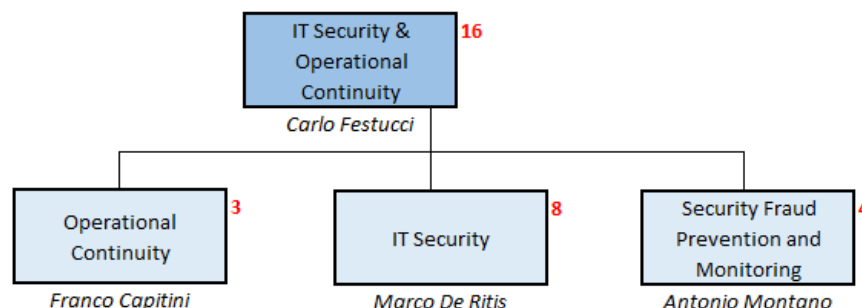 IT Security &
Operational
Continuity
16
Carlo Festucci
Operational
Continuity
3
Franco Capitini
IT Security
8
Marco De Ritis
Security Fraud
Prevention and
Monitoring
4
Antonio Montano